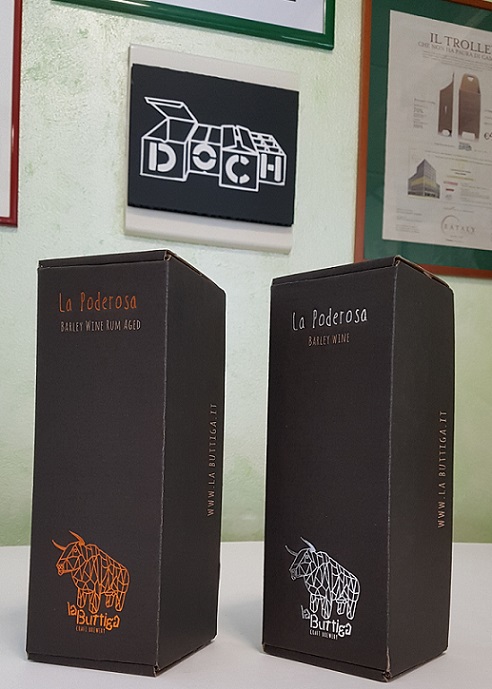 IL TROLLE
DOCH
EATALY
La Poderosa
Barley Wine Rum Aged
WWW.LA BUTTIGA.IT
la Buttiga
CRAFT BREWERY
La Poderosa
Barley Wine
WWW.LA BUTTIGA.IT
la Buttiga
CRAFT BREWERY